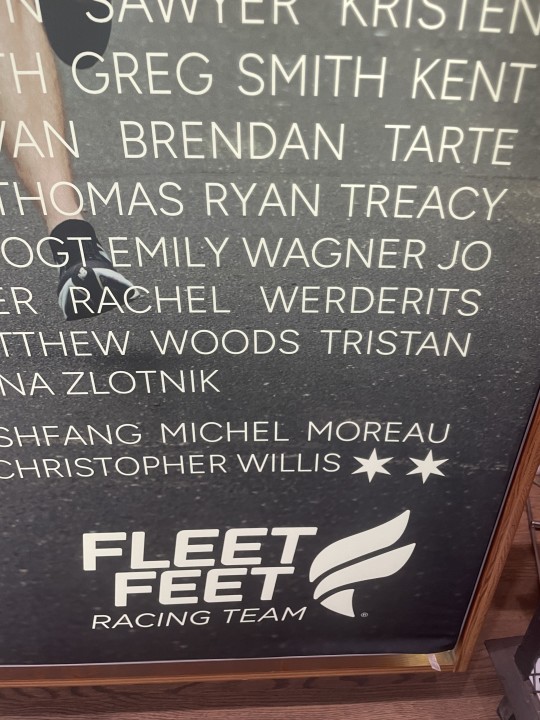 SAWYER KRISTEN
GREG SMITH KENT
BRENDAN TARTE
THOMAS RYAN TREACY
EMILY WAGNER JO
RACHEL WERDERITS
WOODS TRISTAN
ZLOTNIK
MICHEL MOREAU
CHRISTOPHER WILLIS
FLEET
FEET
RACING TEAM ®